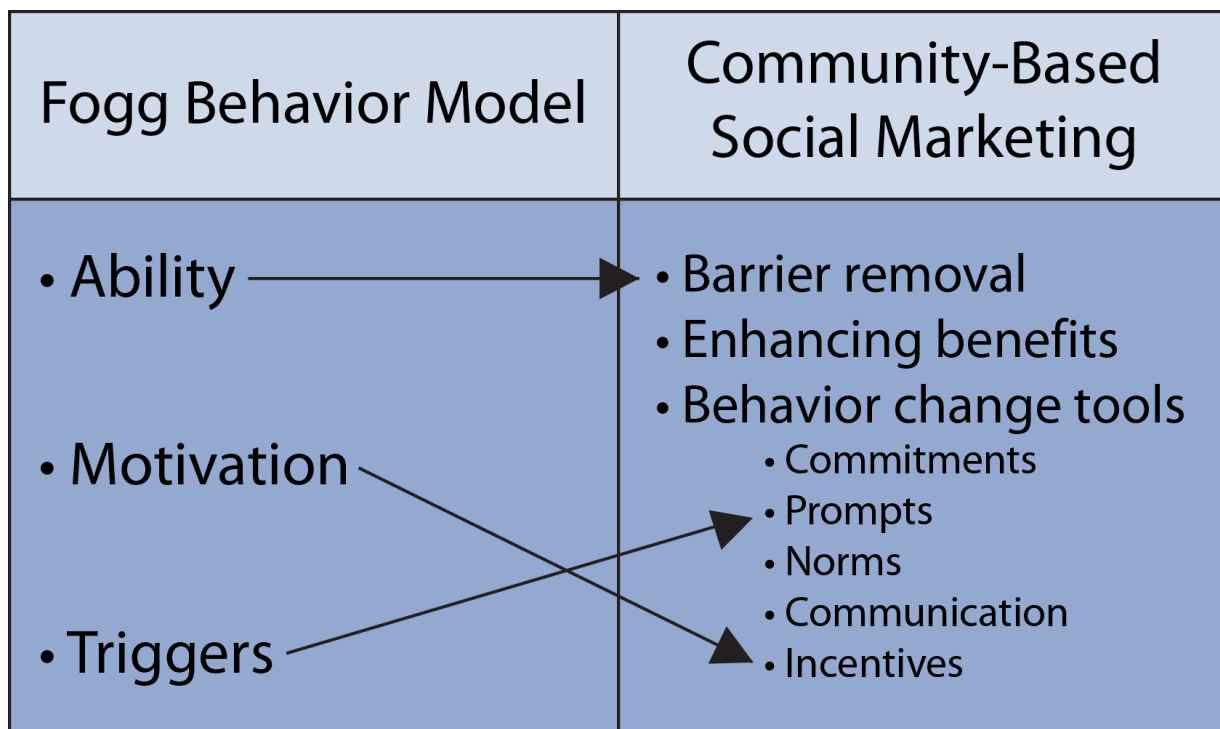 Fogg Behavior Model
Community-Based
Social Marketing
• Ability
• Motivation
• Triggers
• Barrier removal
• Enhancing benefits
• Behavior change tools
• Commitments
• Prompts
• Norms
• Communication
• Incentives